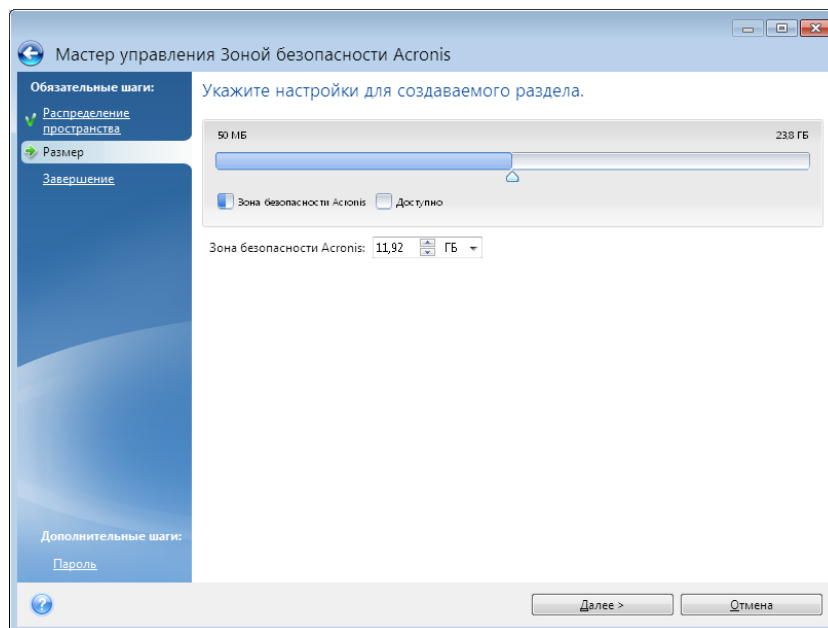 Мастер управления Зоной безопасности Acronis
Обязательные шаги:
Распределение
пространства
Размер
Завершение
Дополнительные шаги:
Пароль
Укажите настройки для создаваемого раздела.
50 МБ
23,8 ГБ
Зона безопасности Acronis
Доступно
Зона безопасности Acronis: 11,92 ГБ
Далее >
Отмена